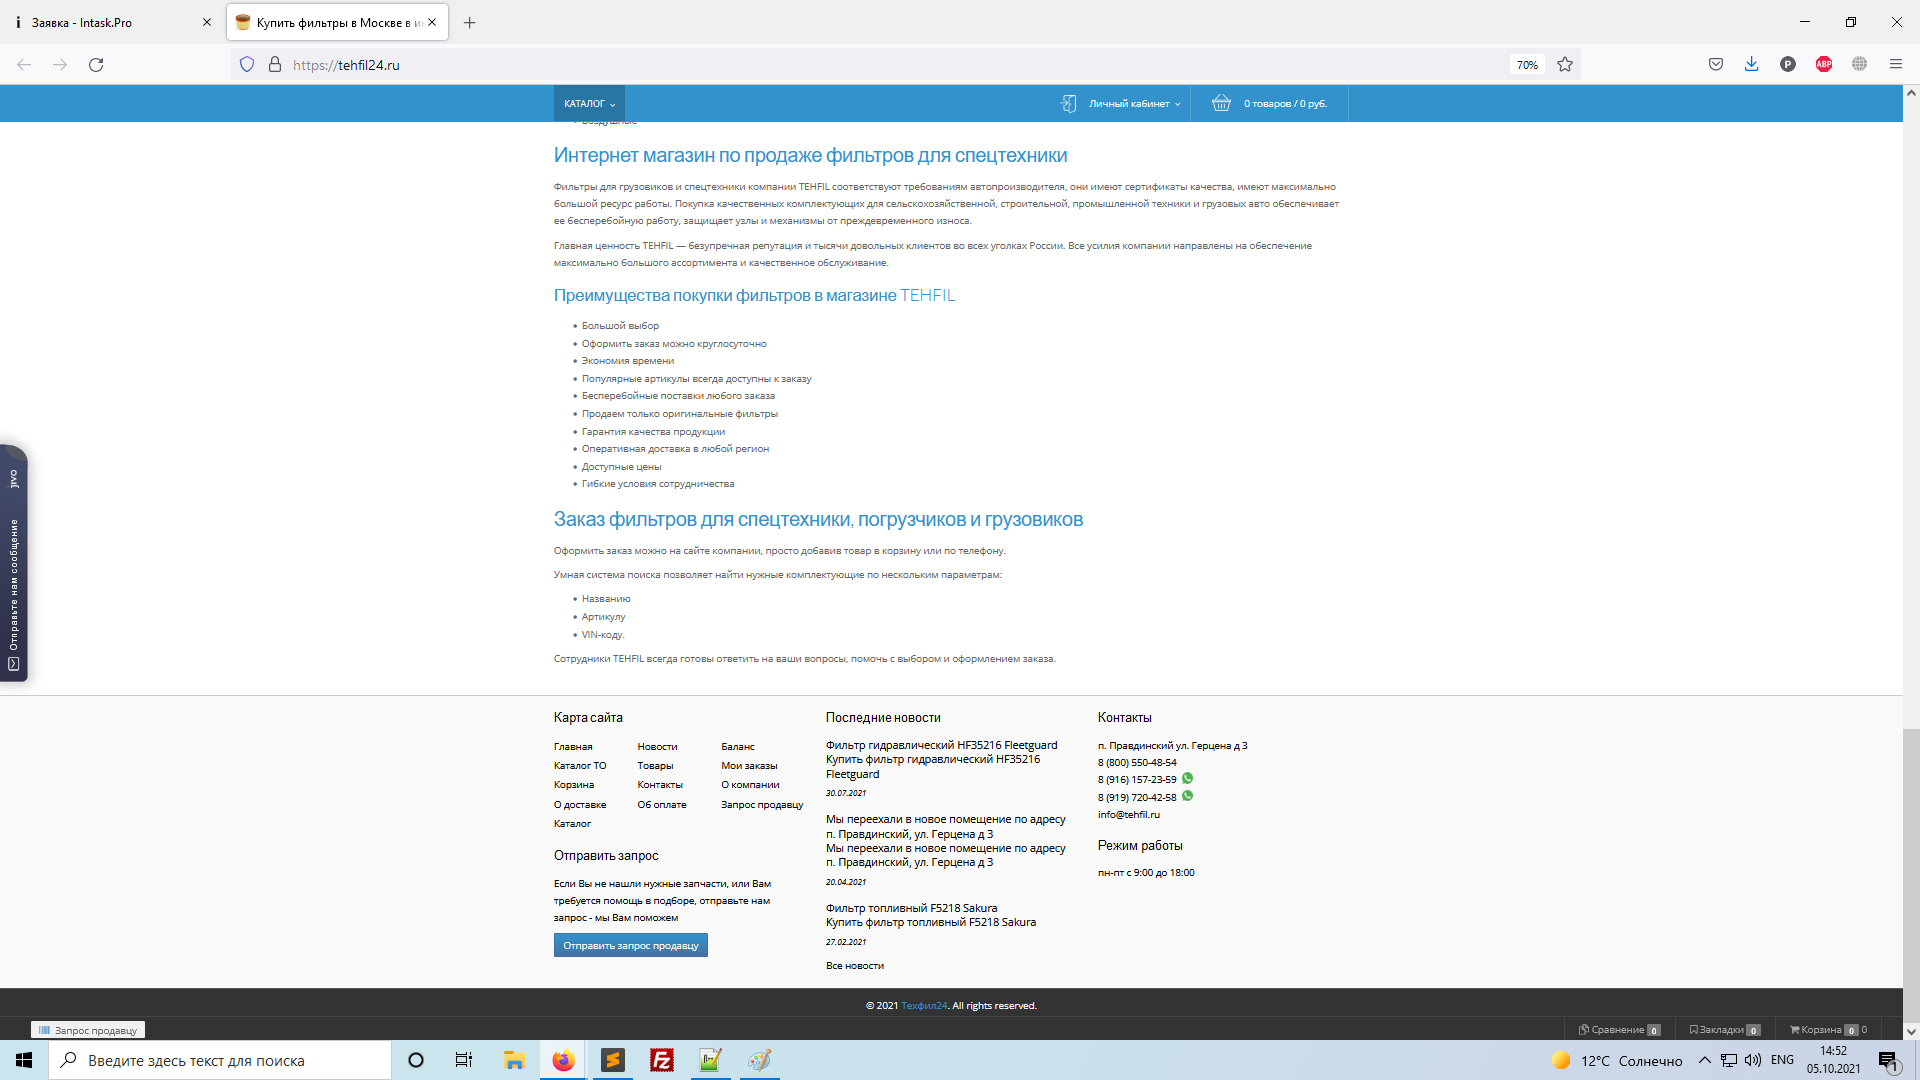 Заявка - Intask.Pro
Купить фильтры в Москве в ин
https://tehfil24.ru
70%
КАТАЛОГ
Личный кабинет
0 товаров / 0 руб.
Воздушные
Интернет магазин по продаже фильтров для спецтехники
Фильтры для грузовиков и спецтехники компании TEHFIL соответствуют требованиям автопроизводителя, они имеют сертификаты качества, имеют максимально
большой ресурс работы. Покупка качественных комплектующих для сельскохозяйственной, строительной, промышленной техники и грузовых авто обеспечивает
ее бесперебойную работу, защищает узлы и механизмы от преждевременного износа.
Главная ценность TEHFIL — безупречная репутация и тысячи довольных клиентов во всех уголках России. Все усилия компании направлены на обеспечение
максимально большого ассортимента и качественное обслуживание.
Преимущества покупки фильтров в магазине TEHFIL
Большой выбор
Оформить заказ можно круглосуточно
Экономия времени
Популярные артикулы всегда доступны к заказу
Бесперебойные поставки любого заказа
Продаем только оригинальные фильтры
Гарантия качества продукции
Оперативная доставка в любой регион
Доступные цены
Гибкие условия сотрудничества
Заказ фильтров для спецтехники, погрузчиков и грузовиков
Оформить заказ можно на сайте компании, просто добавив товар в корзину или по телефону.
Умная система поиска позволяет найти нужные комплектующие по нескольким параметрам:
Названию
Артикулу
VIN-коду.
Сотрудники TEHFIL всегда готовы ответить на ваши вопросы, помочь с выбором и оформлением заказа.
jivo
Отправьте нам сообщение
Карта сайта
Главная
Новости
Баланс
Каталог ТО
Товары
Мои заказы
Корзина
Контакты
О компании
О доставке
Об оплате
Запрос продавцу
Каталог
Отправить запрос
Если Вы не нашли нужные запчасти, или Вам
требуется помощь в подборе, отправьте нам
запрос - мы Вам поможем
Отправить запрос продавцу
Последние новости
Фильтр гидравлический HF35216 Fleetguard
Купить фильтр гидравлический HF35216
Fleetguard
30.07.2021
Мы переехали в новое помещение по адресу
п. Правдинский, ул. Герцена д 3
Мы переехали в новое помещение по адресу
п. Правдинский, ул. Герцена д 3
20.04.2021
Фильтр топливный F5218 Sakura
Купить фильтр топливный F5218 Sakura
27.02.2021
Все новости
Контакты
п. Правдинский ул. Герцена д 3
8 (800) 550-48-54
8 (916) 157-23-59
8 (919) 720-42-58
info@tehfil.ru
Режим работы
пн-пт с 9:00 до 18:00
© 2021 Техфил24. All rights reserved.
Запрос продавцу
Сравнение 0
Закладки 0
Корзина 0 0
Введите здесь текст для поиска
12°C Солнечно
ENG
14:52
05.10.2021
1